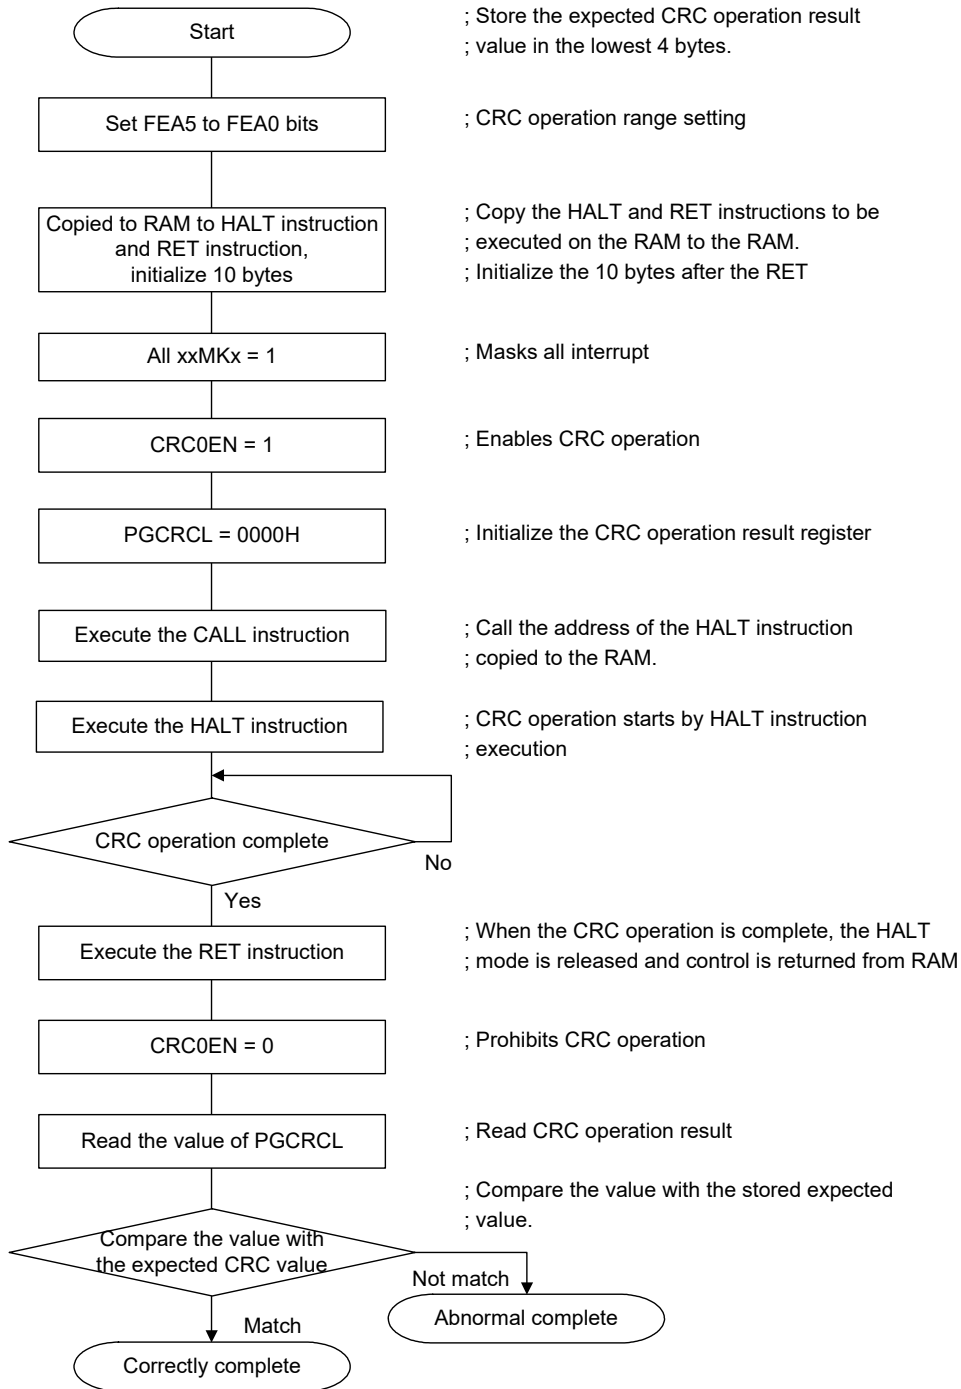 Start
; Store the expected CRC operation result
; value in the lowest 4 bytes.
Set FEA5 to FEA0 bits
; CRC operation range setting
Copied to RAM to HALT instruction
and RET instruction,
initialize 10 bytes
; Copy the HALT and RET instructions to be
; executed on the RAM to the RAM.
; Initialize the 10 bytes after the RET
All xxMKx = 1
; Masks all interrupt
CRC0EN = 1
; Enables CRC operation
PGCRCL = 0000H
; Initialize the CRC operation result register
Execute the CALL instruction
; Call the address of the HALT instruction
; copied to the RAM.
Execute the HALT instruction
; CRC operation starts by HALT instruction
; execution
CRC operation complete
No
Yes
Execute the RET instruction
; When the CRC operation is complete, the HALT
; mode is released and control is returned from RAM
CRC0EN = 0
; Prohibits CRC operation
Read the value of PGCRCL
; Read CRC operation result
; Compare the value with the stored expected
; value.
Compare the value with
the expected CRC value
Not match
Abnormal complete
Match
Correctly complete